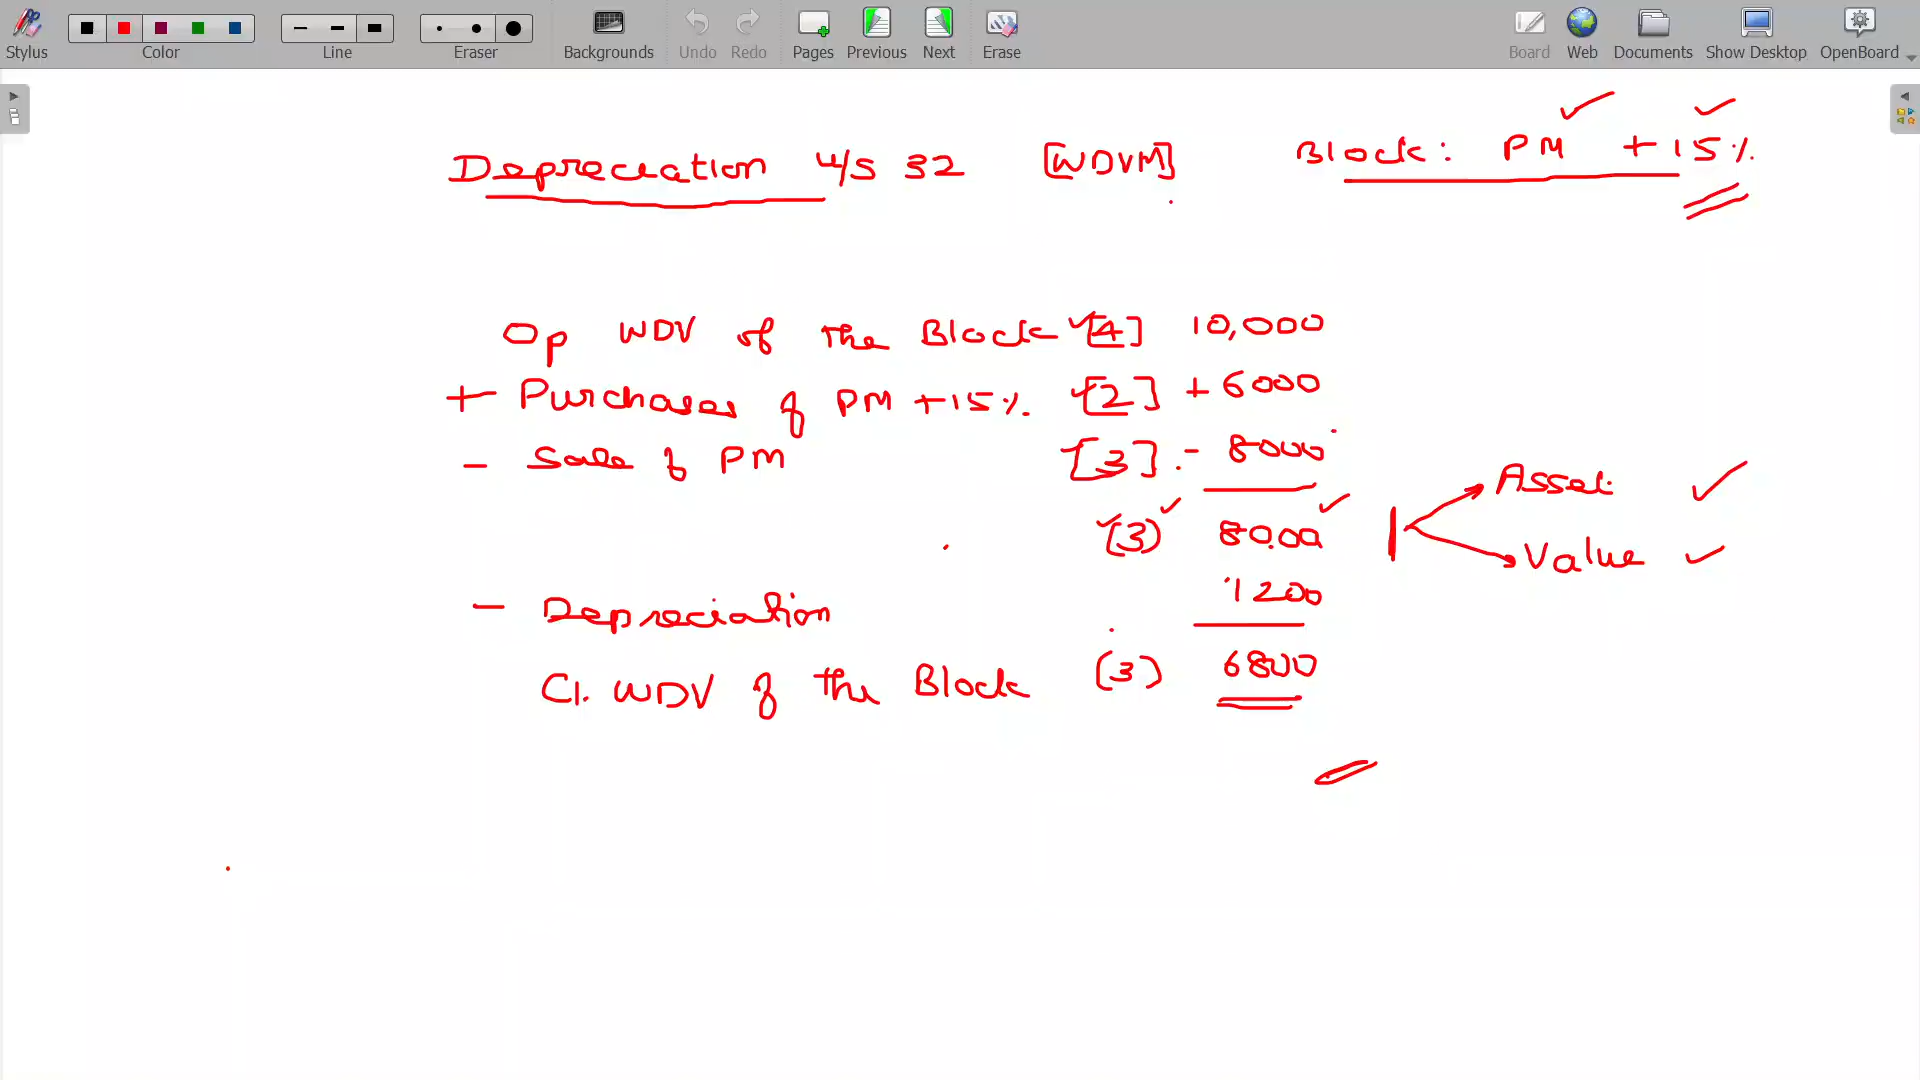 Stylus Color Line Eraser Backgrounds Undo Redo Pages Previous Next Erase Board Web Documents Show Desktop OpenBoard
Depreciation u/s 32 [WDVM] Block: PM + 15%
Op WDV of the Block [4] 10,000
+ Purchases of PM + 15% [2] + 6000
- Sale of PM [3] - 8000
Asset
(3) 8000
Value
- Depreciation 1200
Cl. WDV of the Block (3) 6800